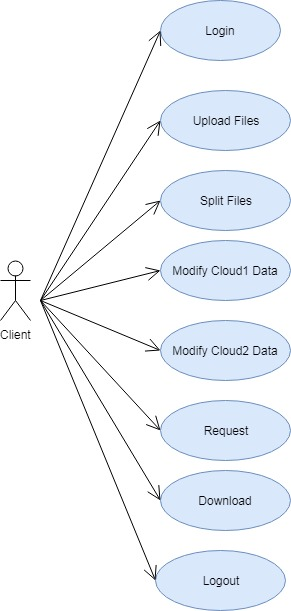 Login
Upload Files
Split Files
Modify Cloud1 Data
Client
Modify Cloud2 Data
Request
Download
Logout